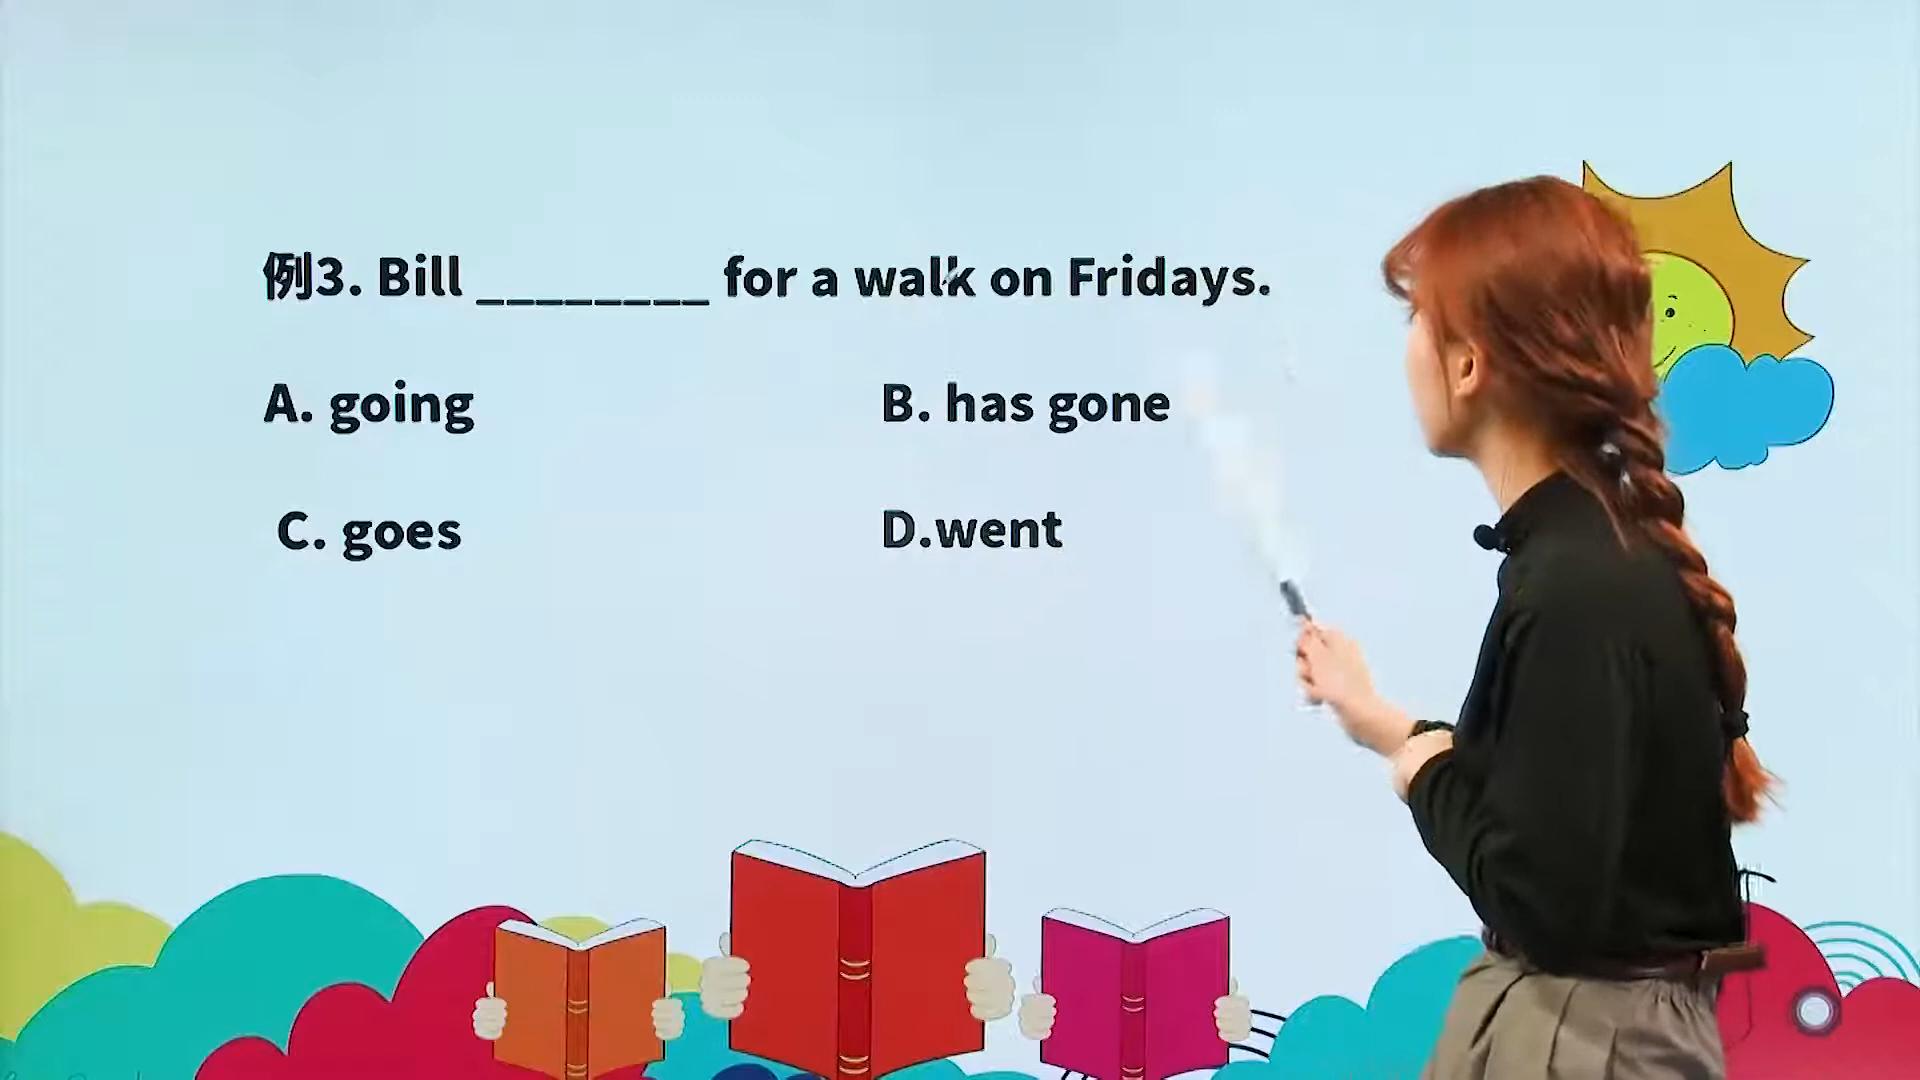 例3. Bill ________ for a walk on Fridays.
A. going B. has gone
C. goes D.went